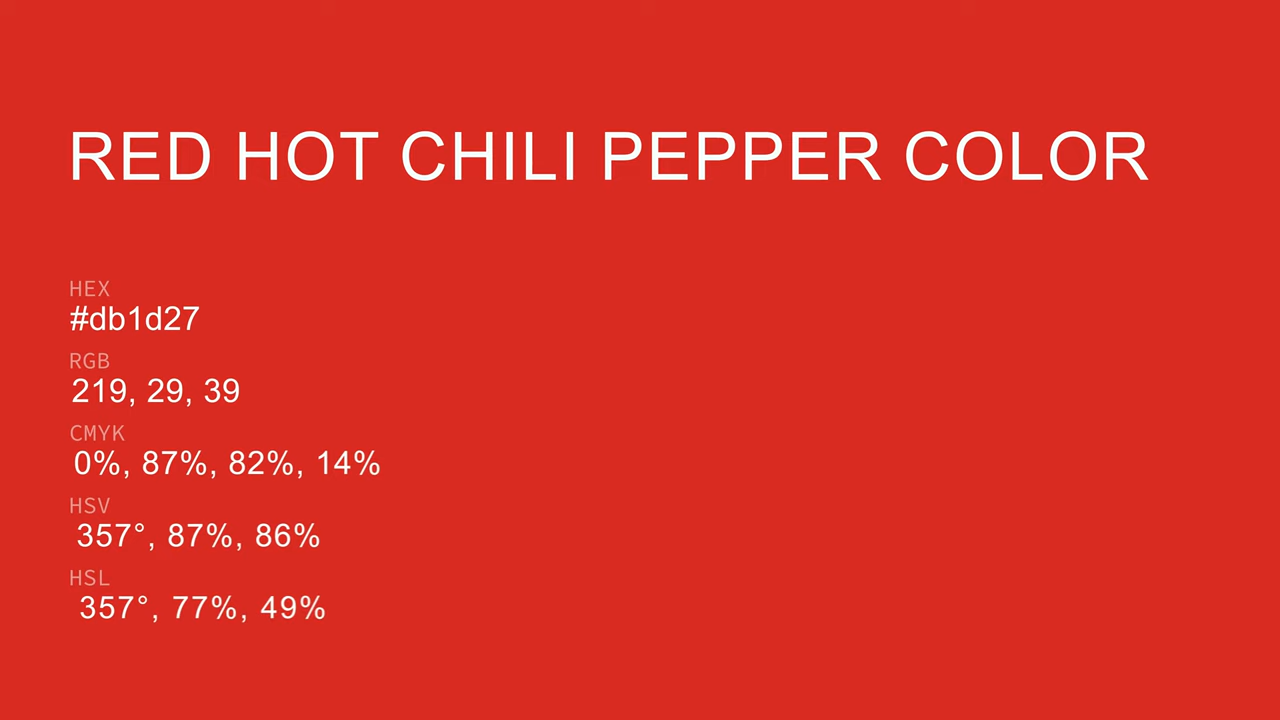 RED HOT CHILI PEPPER COLOR
HEX
#db1d27
RGB
219, 29, 39
CMYK
0%, 87%, 82%, 14%
HSV
357°, 87%, 86%
HSL
357°, 77%, 49%